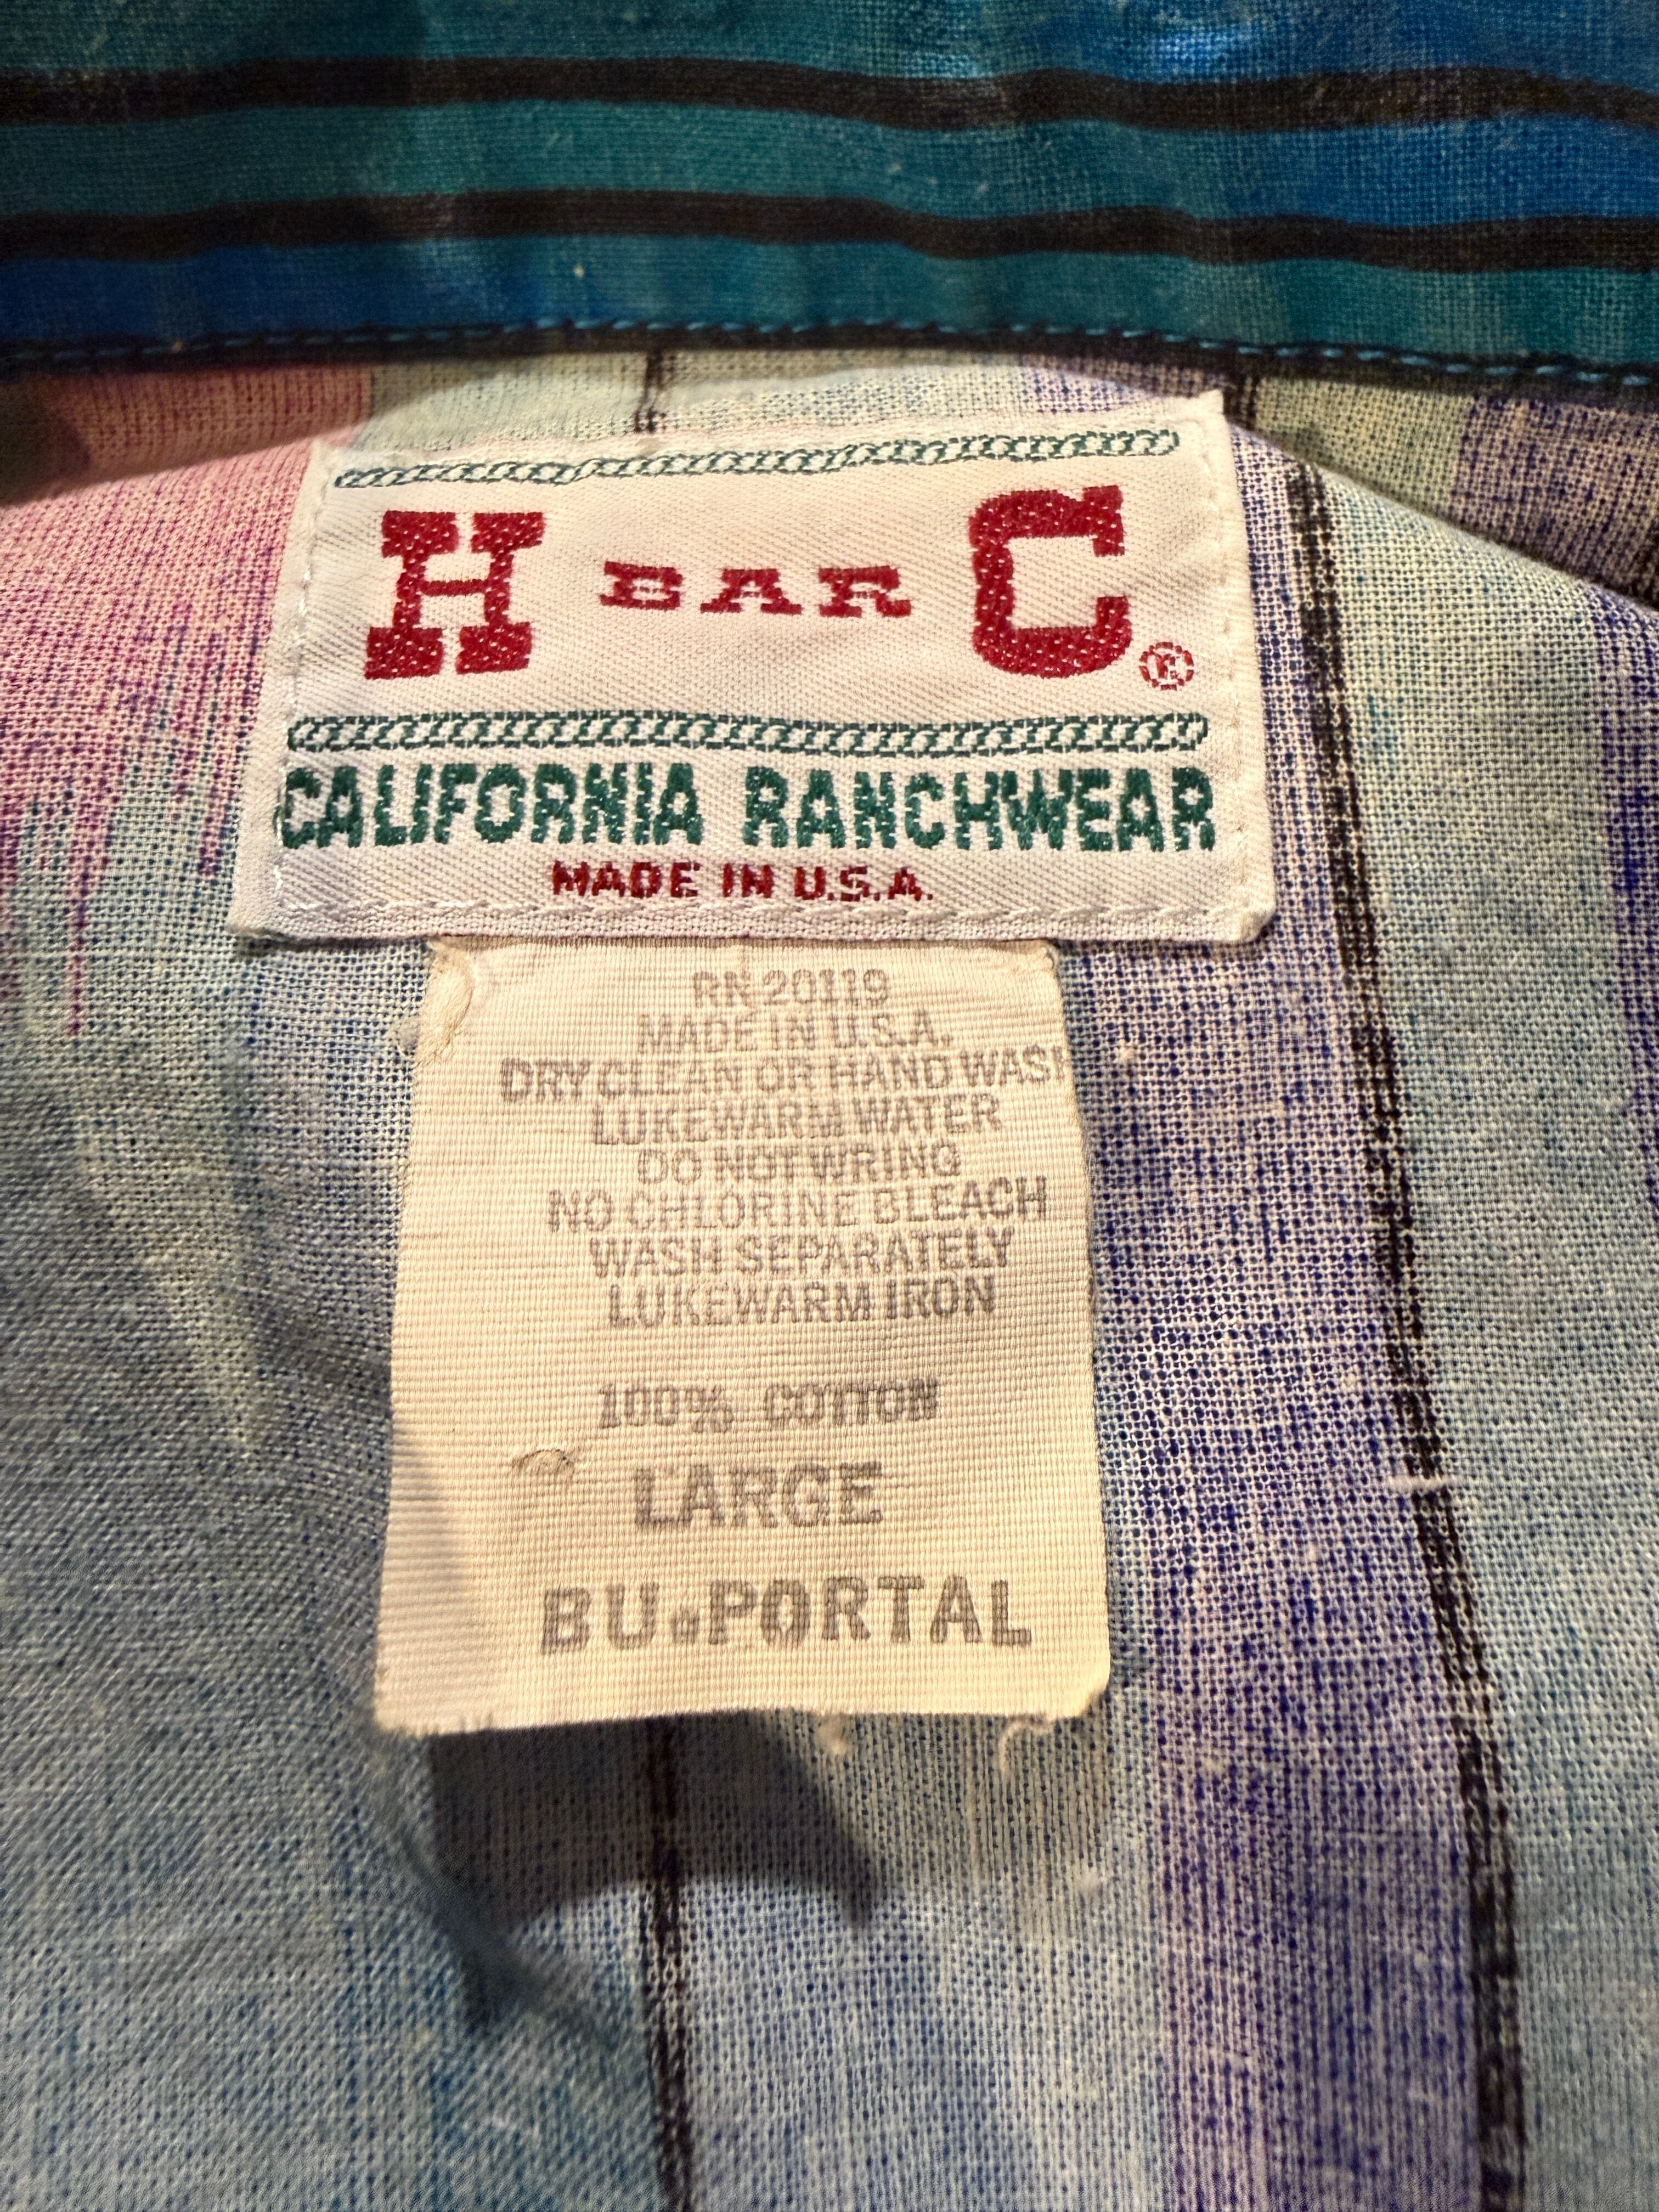 H BAR C ®
CALIFORNIA RANCHWEAR
MADE IN U.S.A.
RN 20119
MADE IN U.S.A.
DRY CLEAN OR HAND WASH
LUKEWARM WATER
DO NOT WRING
NO CHLORINE BLEACH
WASH SEPARATELY
LUKEWARM IRON
100% COTTON
LARGE
BU.PORTAL